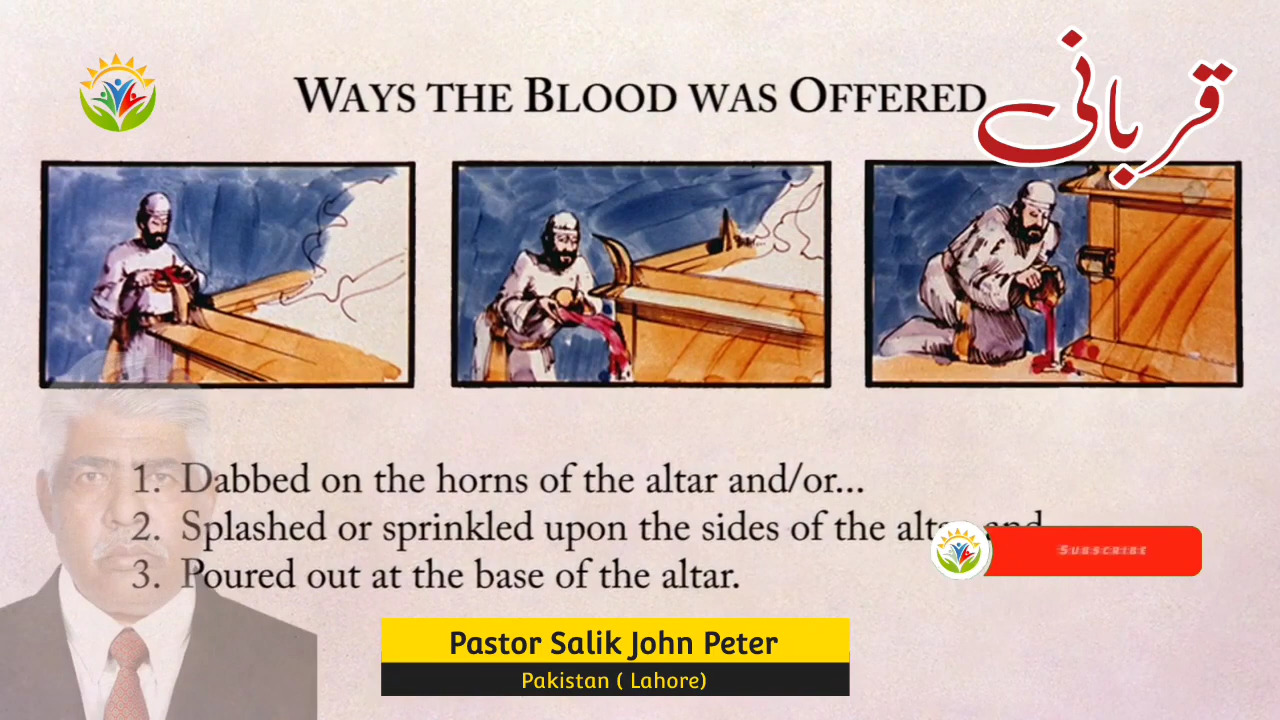 WAYS THE BLOOD WAS OFFERED
قربانی
1. Dabbed on the horns of the altar and/or...
2. Splashed or sprinkled upon the sides of the and
3. Poured out at the base of the altar.
SUBSCRIBE
Pastor Salik John Peter
Pakistan ( Lahore)